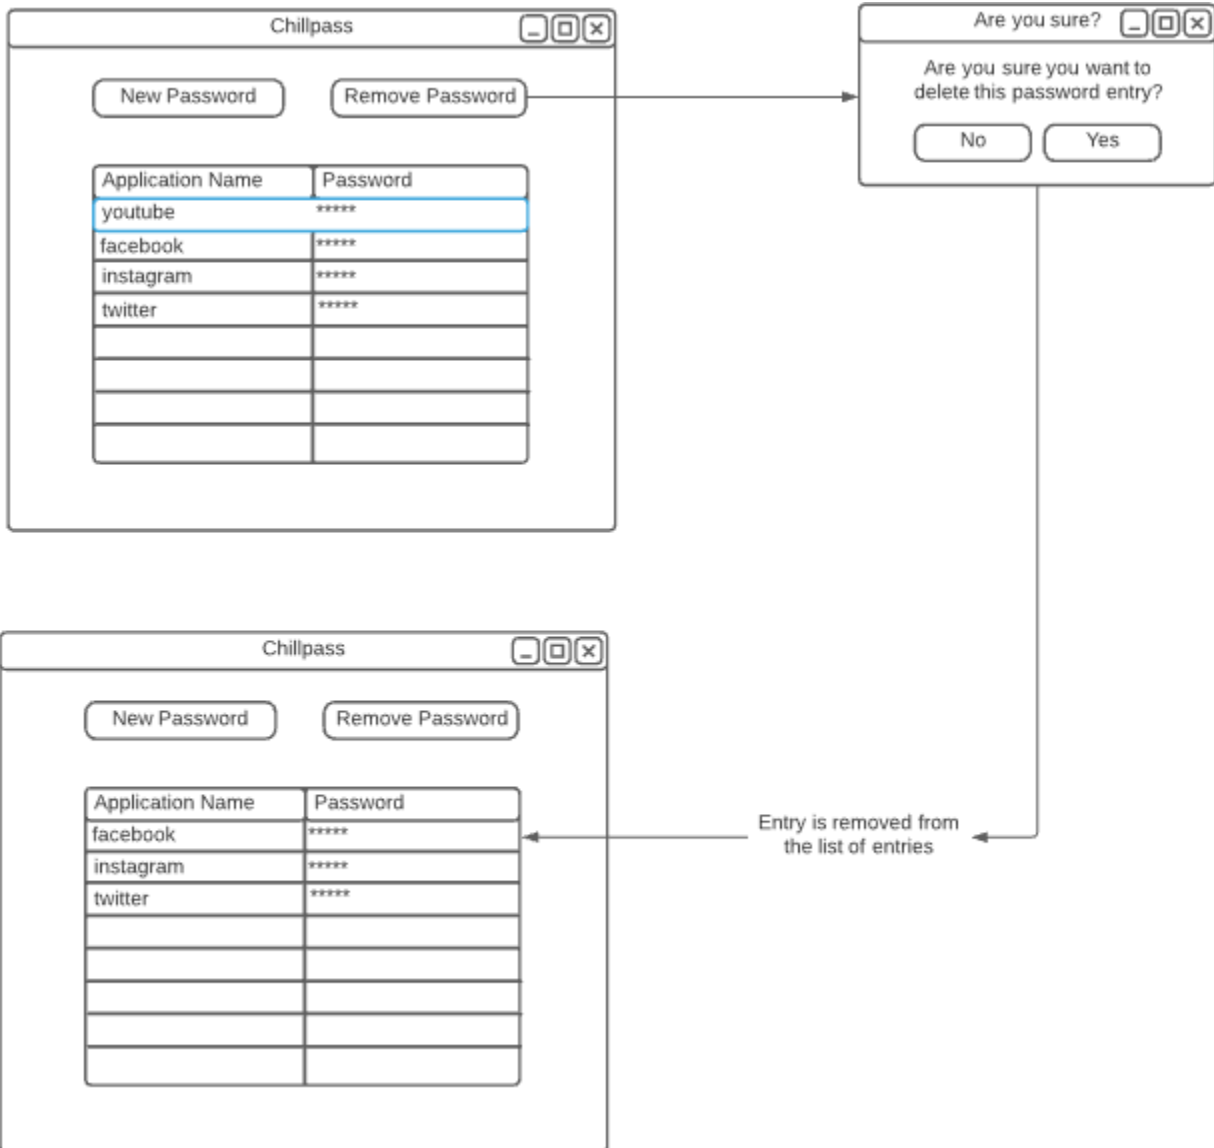 Chillpass
New Password Remove Password
Application Name Password
youtube *****
facebook *****
instagram *****
twitter *****
Are you sure?
Are you sure you want to
delete this password entry?
No Yes
Chillpass
New Password Remove Password
Application Name Password
facebook *****
instagram *****
twitter *****
Entry is removed from
the list of entries